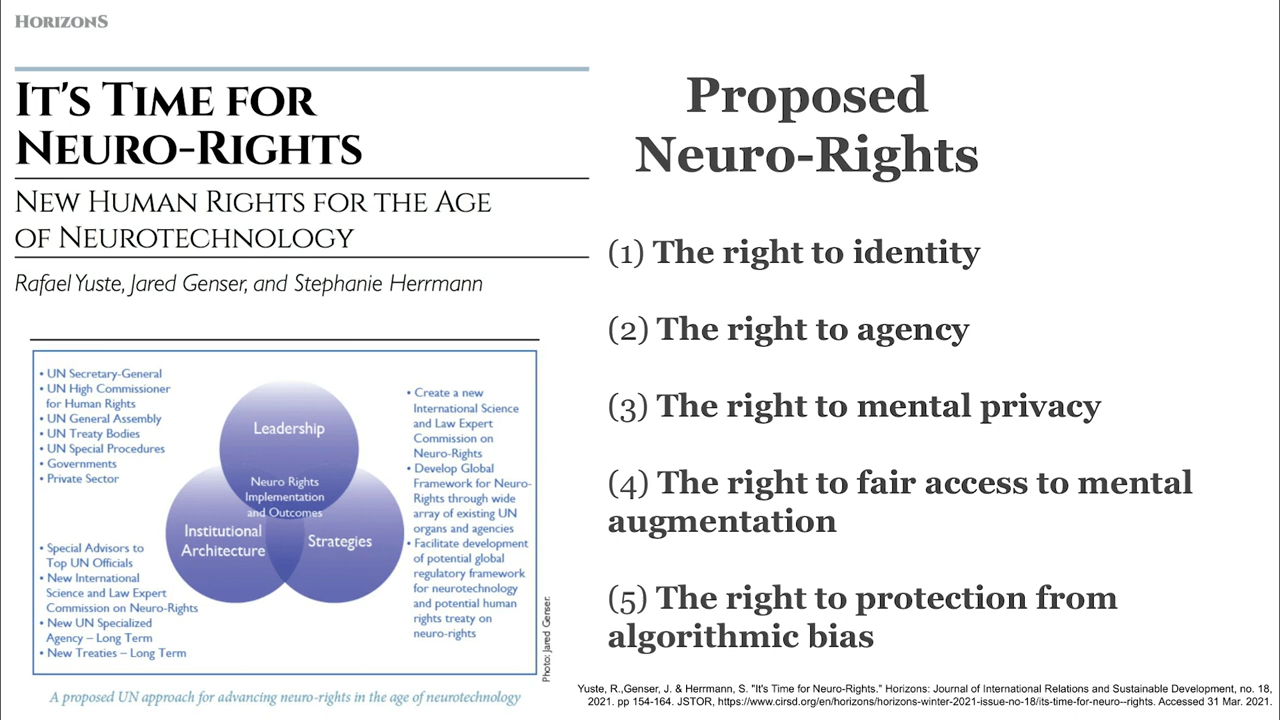 HORIZONS
IT'S TIME FOR
NEURO-RIGHTS
NEW HUMAN RIGHTS FOR THE AGE
OF NEUROTECHNOLOGY
Rafael Yuste, Jared Genser, and Stephanie Herrmann
• UN Secretary-General
• UN High Commissioner
for Human Rights
• UN General Assembly
• UN Treaty Bodies
• UN Special Procedures
• Governments
• Private Sector
• Special Advisors to
Top UN Officials
• New International
Science and Law Expert
Commission on Neuro-Rights
• New UN Specialized
Agency – Long Term
• New Treaties – Long Term
Leadership
Neuro Rights
Implementation
and Outcomes
Institutional
Architecture
Strategies
• Create a new
International Science
and Law Expert
Commission on
Neuro-Rights
• Develop Global
Framework for Neuro-
Rights through wide
array of existing UN
organs and agencies
• Facilitate development
of potential global
regulatory framework
for neurotechnology
and potential human
rights treaty on
neuro-rights
Photo: Jared Genser.
A proposed UN approach for advancing neuro-rights in the age of neurotechnology
Proposed
Neuro-Rights
(1) The right to identity
(2) The right to agency
(3) The right to mental privacy
(4) The right to fair access to mental
augmentation
(5) The right to protection from
algorithmic bias
Yuste, R.,Genser, J. & Herrmann, S. "It's Time for Neuro-Rights." Horizons: Journal of International Relations and Sustainable Development, no. 18,
2021. pp 154-164. JSTOR, https://www.cirsd.org/en/horizons/horizons-winter-2021-issue-no-18/its-time-for-neuro--rights. Accessed 31 Mar. 2021.